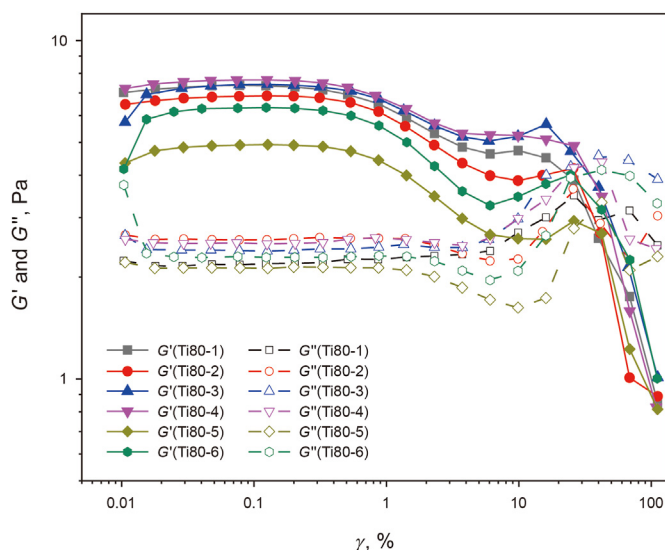 G' and G", Pa
10
1
G'(Ti80-1) G"(Ti80-1)
G'(Ti80-2) G"(Ti80-2)
G'(Ti80-3) G"(Ti80-3)
G'(Ti80-4) G"(Ti80-4)
G'(Ti80-5) G"(Ti80-5)
G'(Ti80-6) G"(Ti80-6)
0.01 0.1 1 10 100
γ, %